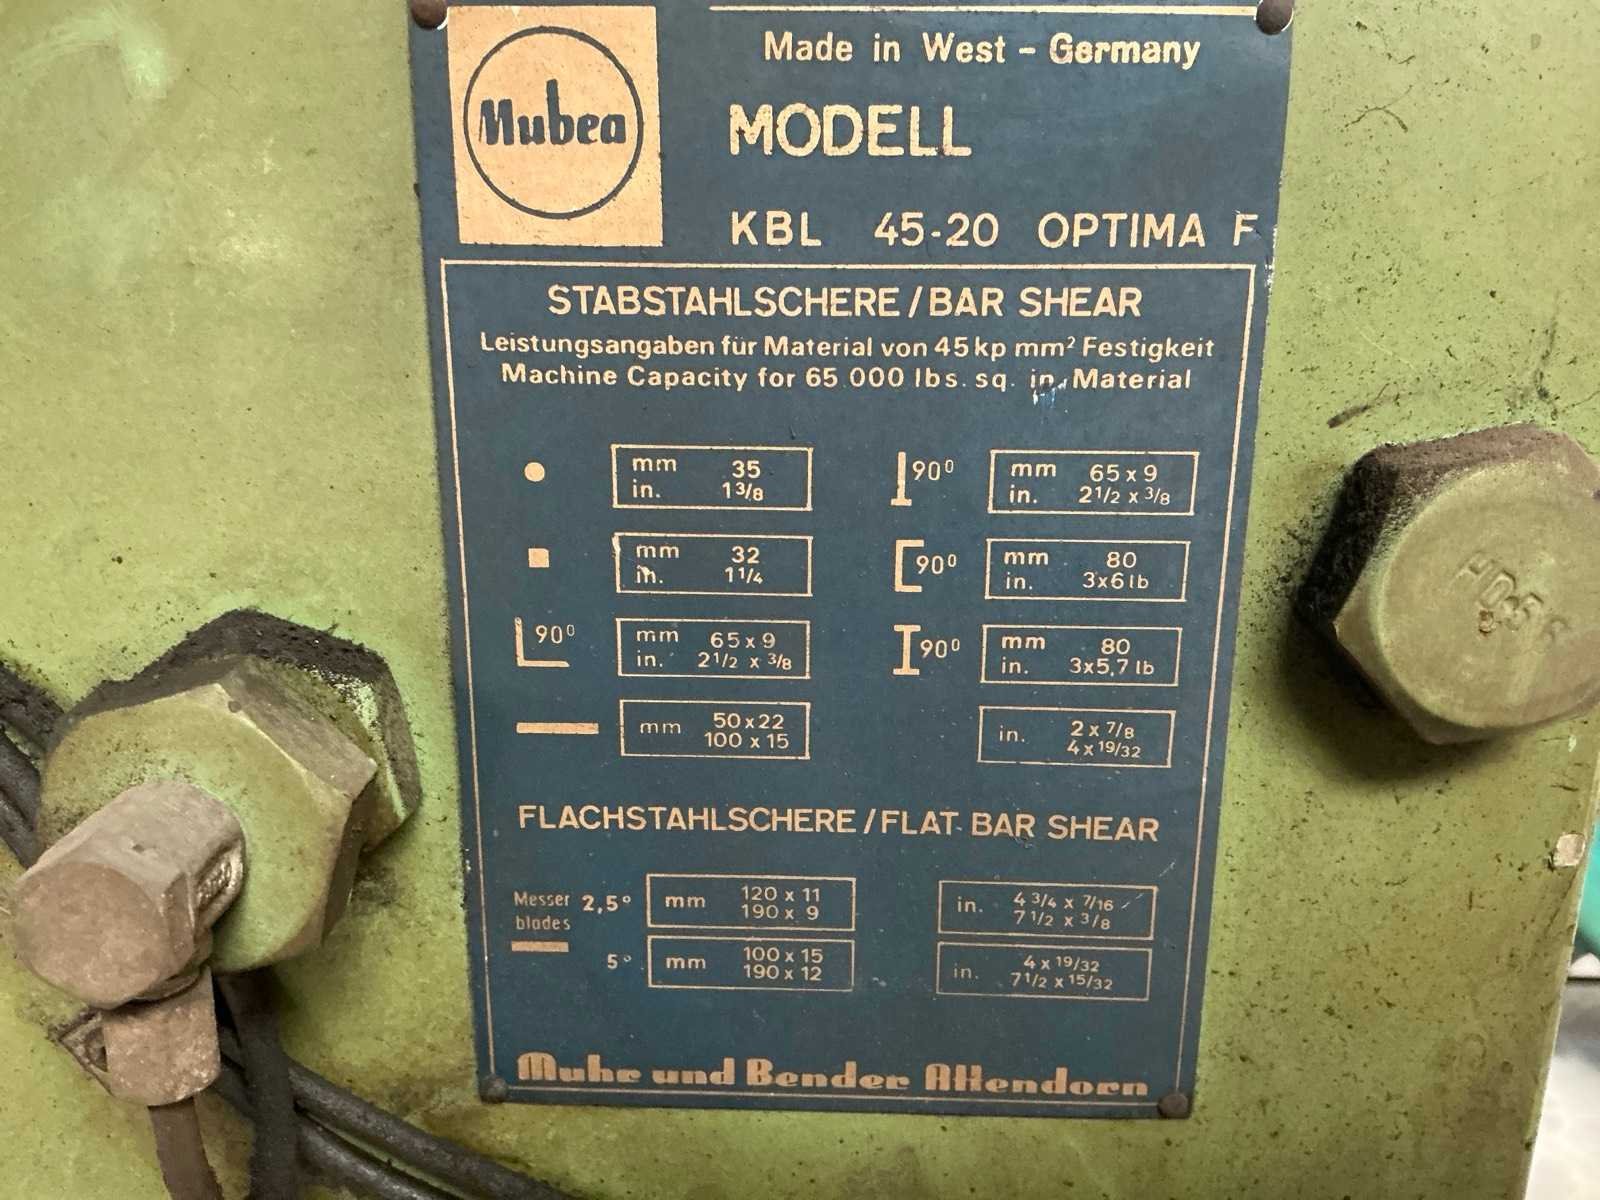 Mubea
Made in West - Germany
MODELL
KBL 45-20 OPTIMA F
STABSTAHLSCHERE/BAR SHEAR
Leistungsangaben für Material von 45 kp mm² Festigkeit
Machine Capacity for 65.000 lbs. sq. in. Material
mm 35
in. 1 3/8
90° mm 65 x 9
in. 2 1/2 x 3/8
mm 32
in. 1 1/4
90° mm 80
in. 3x6 lb
90° mm 65 x 9
in. 2 1/2 x 3/8
90° mm 80
in. 3x5,7 lb
mm 50 x 22
100 x 15
in. 2 x 7/8
4 x 19/32
FLACHSTAHLSCHERE/FLAT BAR SHEAR
Messer 2,5°
blades
mm 120 x 11
190 x 9
in. 4 3/4 x 7/16
7 1/2 x 3/8
5° mm 100 x 15
190 x 12
in. 4 x 19/32
7 1/2 x 15/32
Muhr und Bender Attendorn